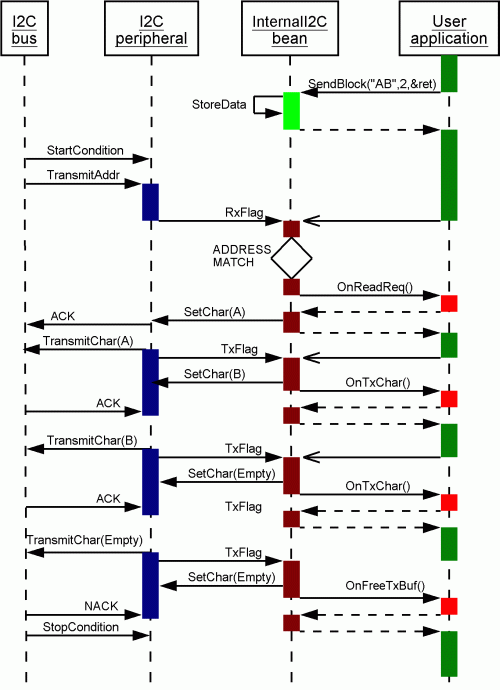 I2C
bus
I2C
peripheral
InternalI2C
bean
User
application
SendBlock("AB",2,&ret)
StoreData
StartCondition
TransmitAddr
RxFlag
ADDRESS
MATCH
OnReadReq()
SetChar(A)
ACK
TransmitChar(A)
TxFlag
SetChar(B)
OnTxChar()
ACK
TransmitChar(B)
TxFlag
SetChar(Empty)
OnTxChar()
ACK
TxFlag
TransmitChar(Empty)
TxFlag
SetChar(Empty)
OnFreeTxBuf()
NACK
StopCondition